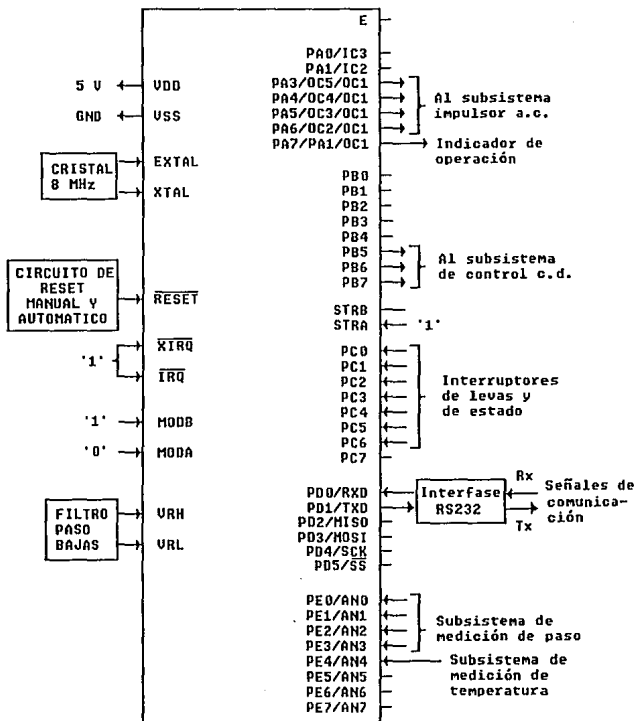 E
PA0/IC3
PA1/IC2
PA3/OC5/OC1
PA4/OC4/OC1
PA5/OC3/OC1
PA6/OC2/OC1
PA7/PA1/OC1
Al subsistema
impulsor a.c.
Indicador de
operación
5 V
VDD
GND
VSS
CRISTAL
8 MHz
EXTAL
XTAL
PB0
PB1
PB2
PB3
PB4
PB5
PB6
PB7
Al subsistema
de control c.d.
CIRCUITO DE
RESET
MANUAL Y
AUTOMATICO
RESET
STRB
STRA
'1'
'1'
XIRQ
IRQ
PC0
PC1
PC2
PC3
PC4
PC5
PC6
PC7
Interruptores
de levas y
de estado
'1'
MODB
'0'
MODA
FILTRO
PASO
BAJAS
VRH
VRL
PD0/RXD
PD1/TXD
PD2/MISO
PD3/MOSI
PD4/SCK
PD5/SS
Interfase
RS232
Rx
Tx
Señales de
comunica-
ción
PE0/AN0
PE1/AN1
PE2/AN2
PE3/AN3
PE4/AN4
PE5/AN5
PE6/AN6
PE7/AN7
Subsistema de
medición de paso
Subsistema de
medición de
temperatura